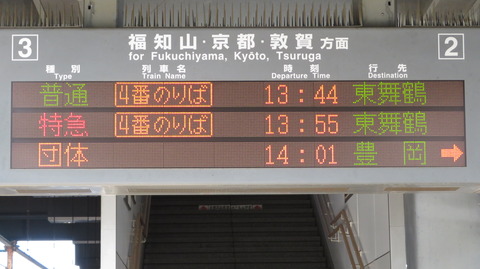 3 福知山・京都・敦賀方面 2
for Fukuchiyama, Kyōto, Tsuruga
種別 列車名 時刻 行先
Type Train Name Departure Time Destination
普通 4番のりば 13:44 東舞鶴
特急 4番のりば 13:55 東舞鶴
団体 14:01 豊岡 →